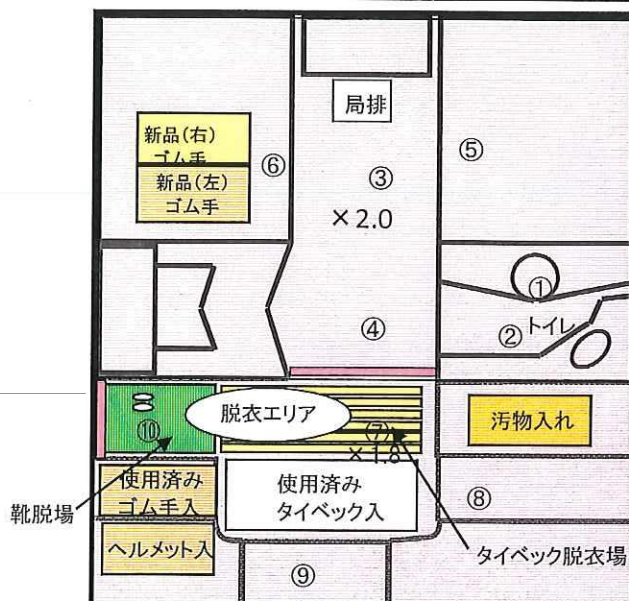 局排
新品(右)
ゴム手
新品(左)
ゴム手
⑥
③
⑤
×2.0
①
④
②
トイレ
脱衣エリア
⑦
×1.8
⑩
汚物入れ
使用済み
ゴム手入
使用済み
タイベック入
⑧
靴脱場
ヘルメット入
⑨
タイベック脱衣場